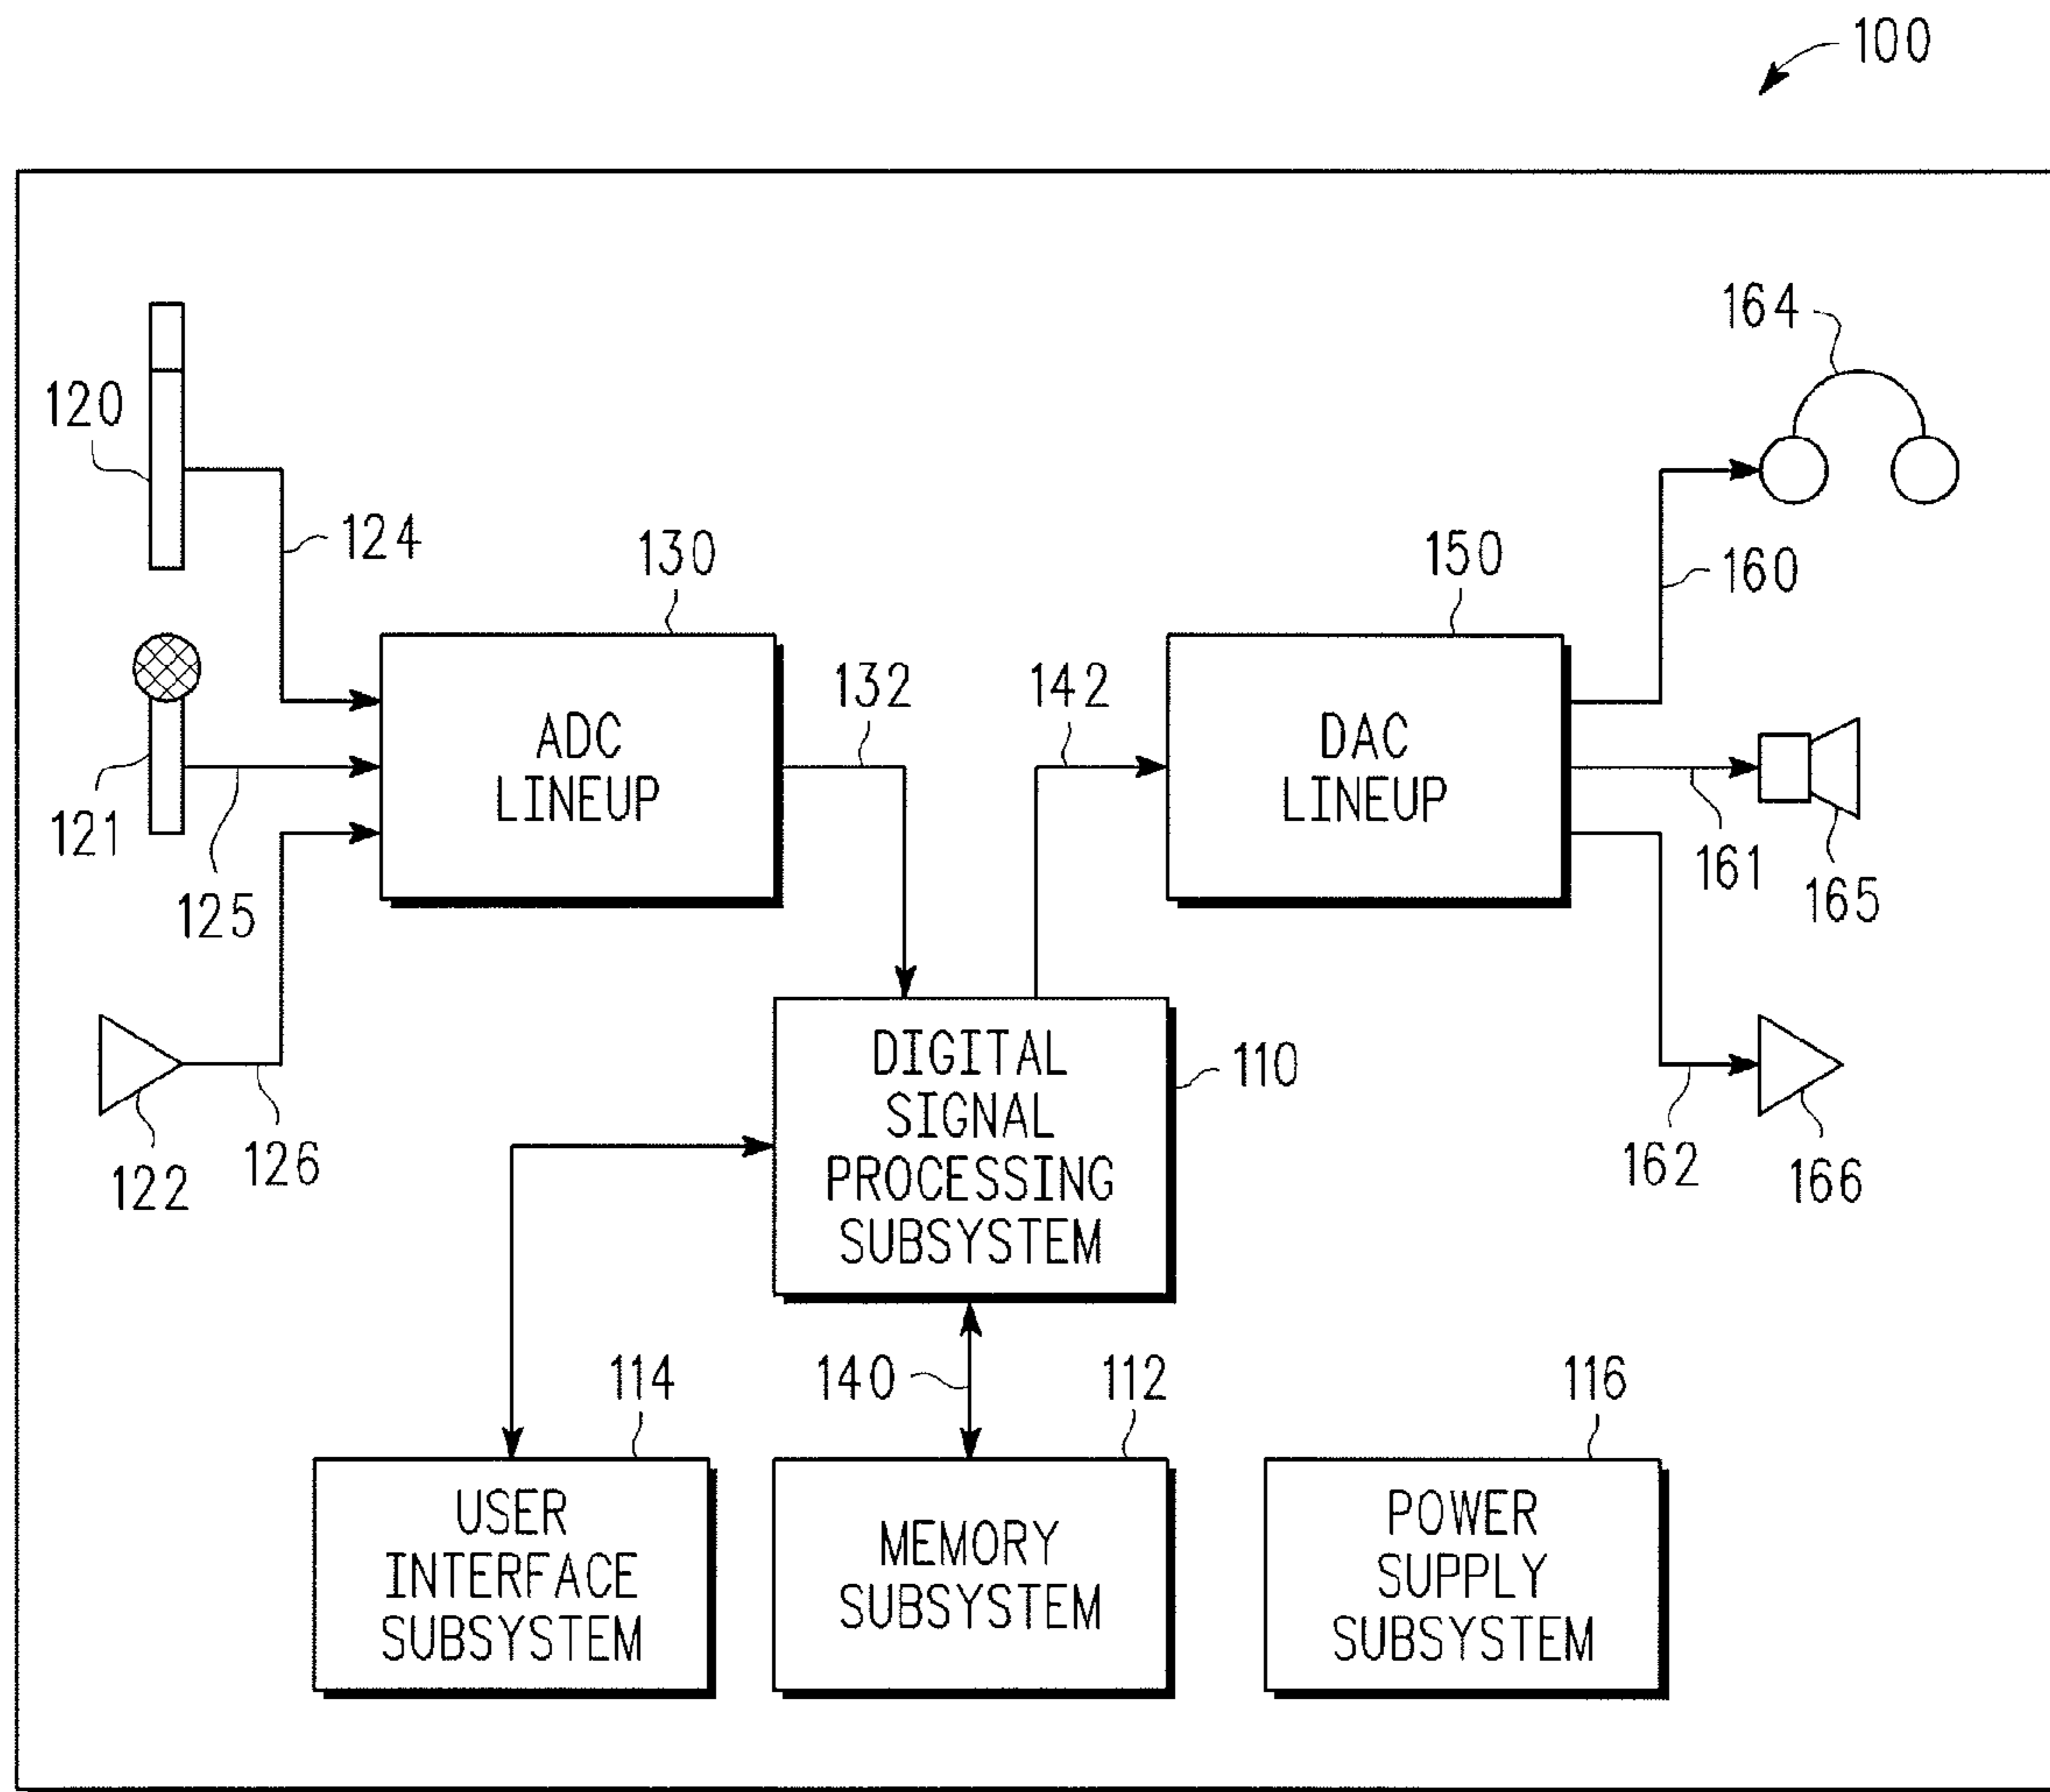 100
164
120
124
130
150
160
132
142
ADC
LINEUP
DAC
LINEUP
121
125
161
165
DIGITAL
SIGNAL
PROCESSING
SUBSYSTEM
110
122
126
162
166
114
140
112
116
USER
INTERFACE
SUBSYSTEM
MEMORY
SUBSYSTEM
POWER
SUPPLY
SUBSYSTEM